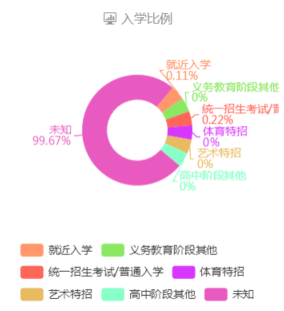 入学比例
就近入学
0.11%
义务教育阶段其他
0%
统一招生考试/普
0.22%
体育特招
0%
艺术特招
0%
高中阶段其他
0%
未知
99.67%
就近入学 义务教育阶段其他
统一招生考试/普通入学 体育特招
艺术特招 高中阶段其他 未知